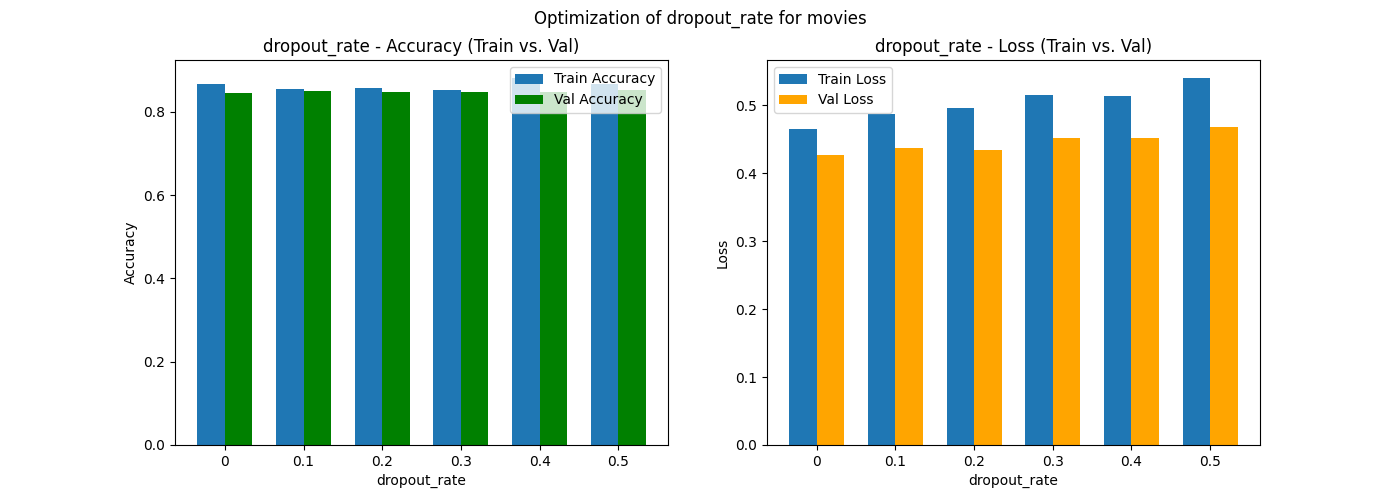 Optimization of dropout_rate for movies
dropout_rate - Accuracy (Train vs. Val)
Train Accuracy
Val Accuracy
0.8
0.6
0.4
0.2
0.0
Accuracy
0 0.1 0.2 0.3 0.4 0.5
dropout_rate
dropout_rate - Loss (Train vs. Val)
Train Loss
Val Loss
0.5
0.4
0.3
0.2
0.1
0.0
Loss
0 0.1 0.2 0.3 0.4 0.5
dropout_rate